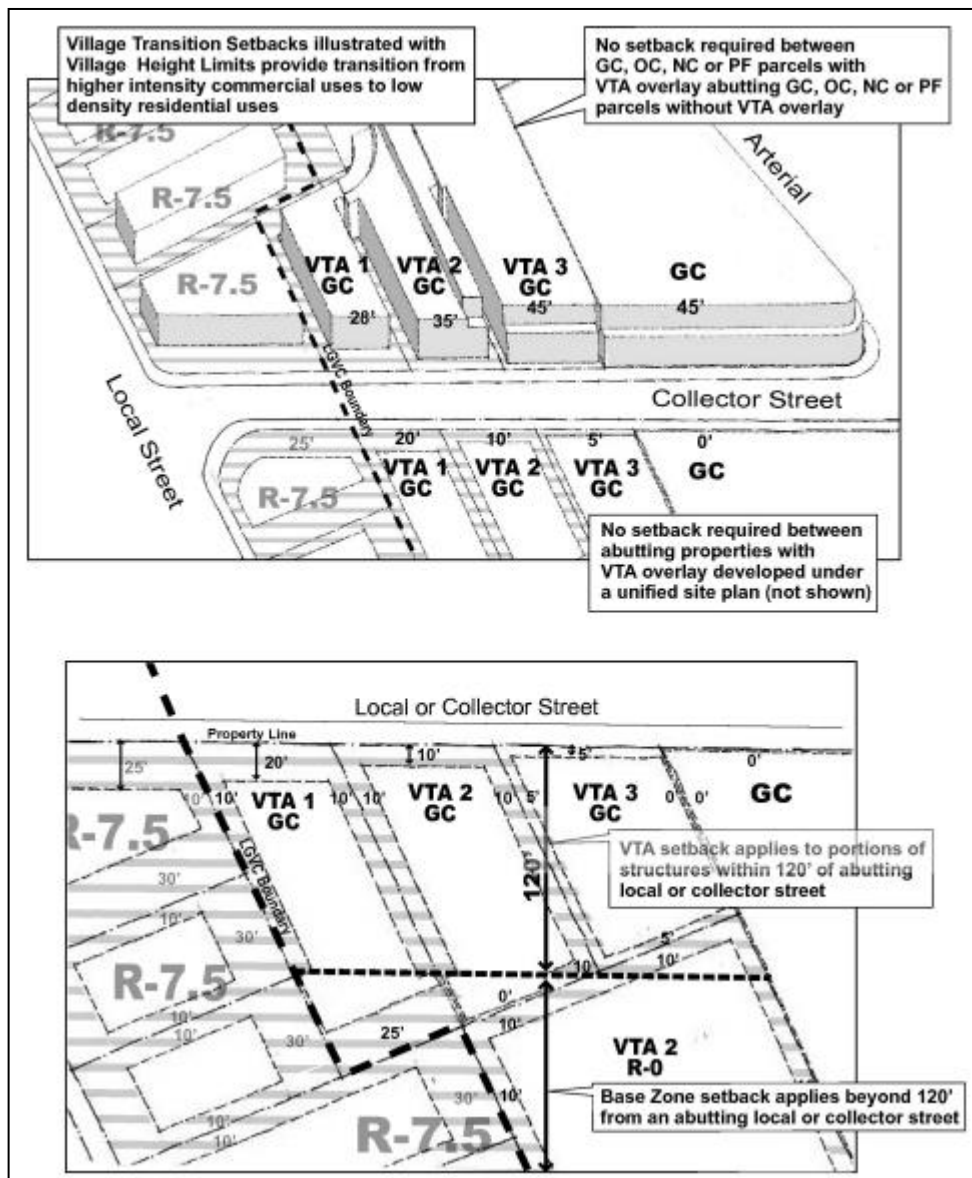 Village Transition Setbacks illustrated with
Village Height Limits provide transition from
higher intensity commercial uses to low
density residential uses
No setback required between
GC, OC, NC or PF parcels with
VTA overlay abutting GC, OC, NC or PF
parcels without VTA overlay
Arterial
R-7.5
R-7.5
R-7.5
VTA 1
GC
28'
VTA 2
GC
35'
VTA 3
GC
45'
GC
45'
LGVC Boundary
Local Street
Collector Street
25'
20'
10'
5'
0'
R-7.5
VTA 1
GC
VTA 2
GC
VTA 3
GC
GC
No setback required between
abutting properties with
VTA overlay developed under
a unified site plan (not shown)
Local or Collector Street
Property Line
25'
20'
10'
5'
0'
10'
10'
VTA 1
GC
10'
10'
VTA 2
GC
10'
5'
VTA 3
GC
0'
0'
GC
R-7.5
LGVC Boundary
120'
VTA setback applies to portions of
structures within 120' of abutting
local or collector street
30'
10'
30'
R-7.5
10'
10'
5'
10'
10'
0'
10'
25'
30'
VTA 2
R-0
30'
10'
R-7.5
10'
10'
Base Zone setback applies beyond 120'
from an abutting local or collector street